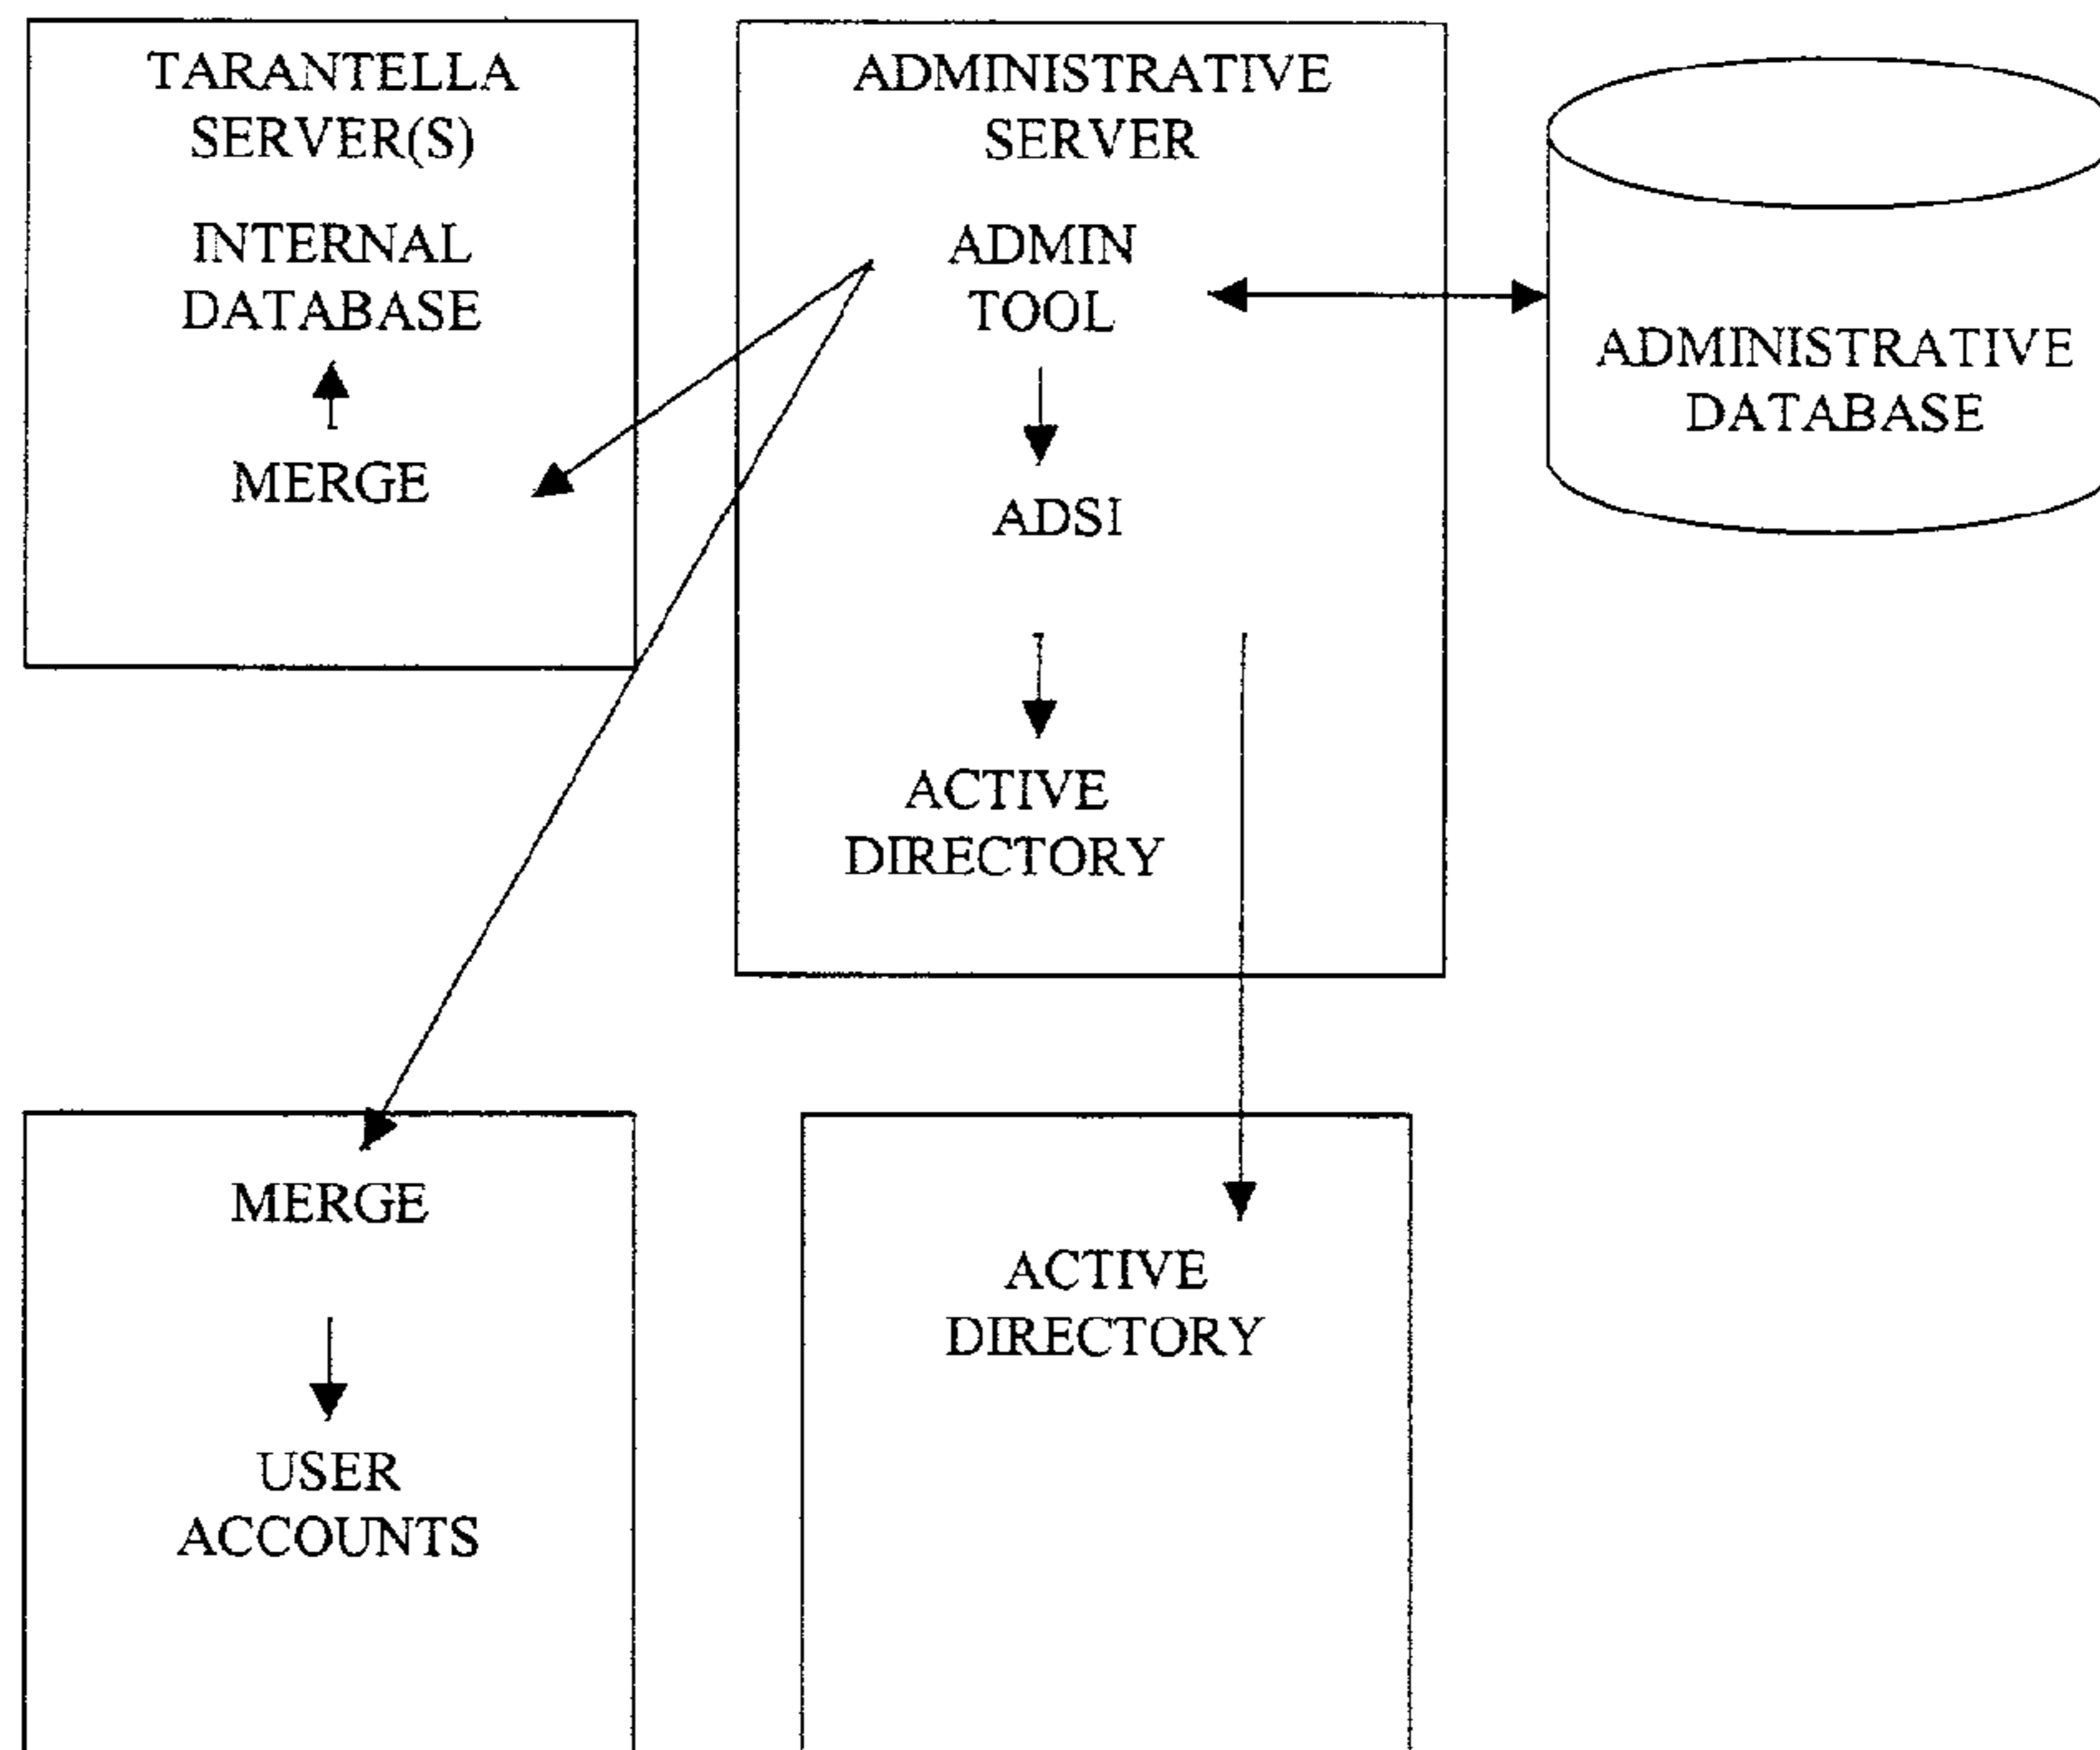 TARANTELLA
SERVER(S)
INTERNAL
DATABASE
MERGE
ADMINISTRATIVE
SERVER
ADMIN
TOOL
ADSI
ACTIVE
DIRECTORY
ADMINISTRATIVE
DATABASE
MERGE
USER
ACCOUNTS
ACTIVE
DIRECTORY